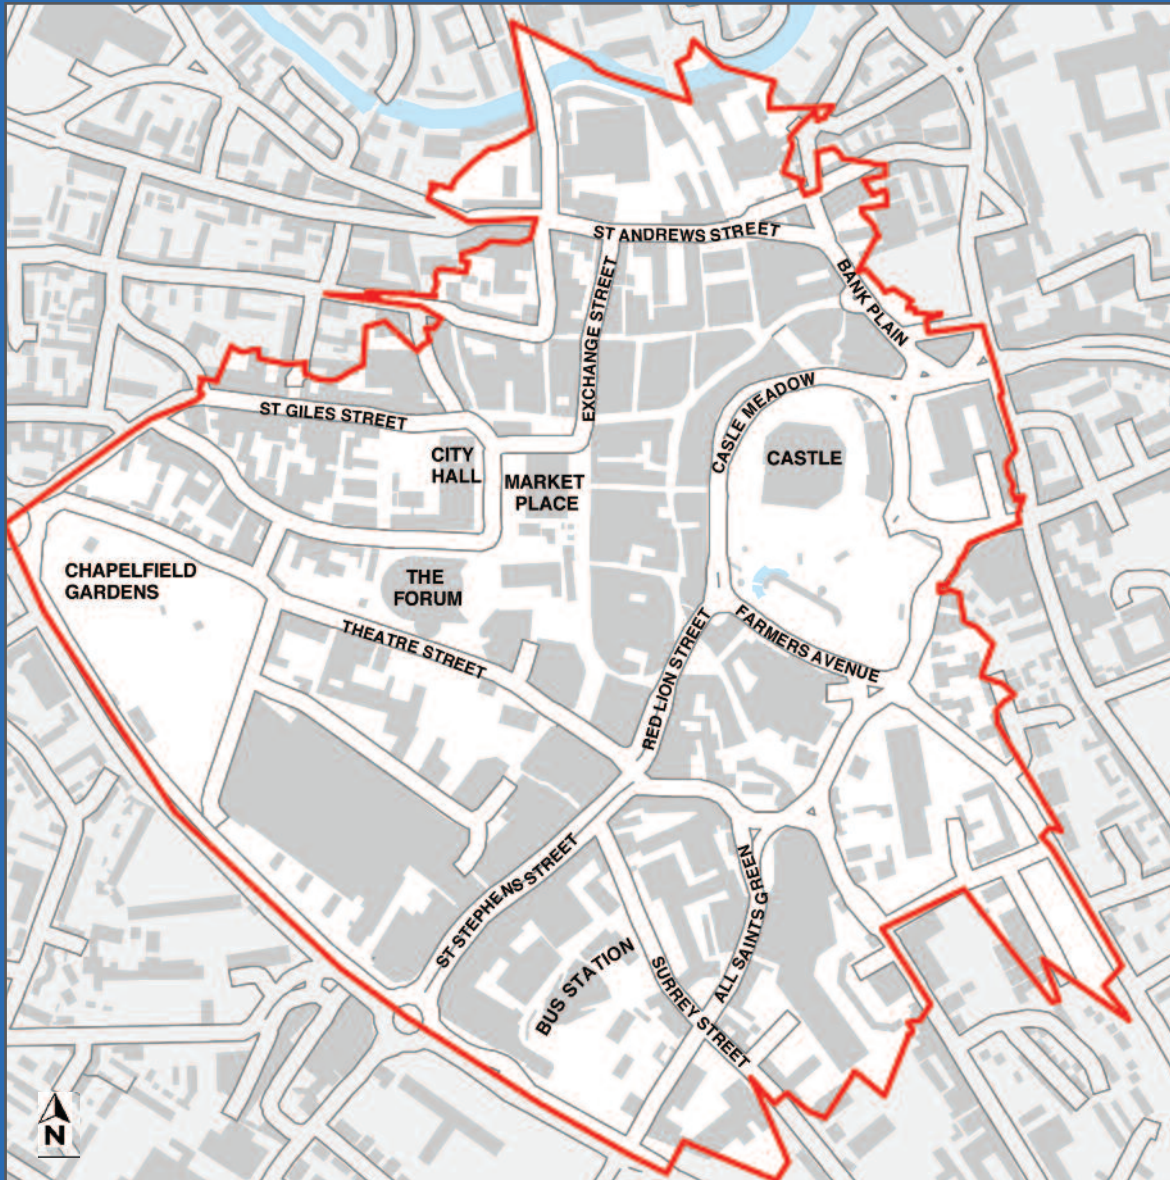 ST ANDREWS STREET
BANK PLAIN
EXCHANGE STREET
CASLE MEADOW
ST GILES STREET
CITY
HALL
MARKET
PLACE
CASTLE
CHAPELFIELD
GARDENS
THE
FORUM
THEATRE STREET
RED LION STREET
FARMERS AVENUE
ST STEPHENS STREET
ALL SAINTS GREEN
BUS STATION
SURREY STREET
N